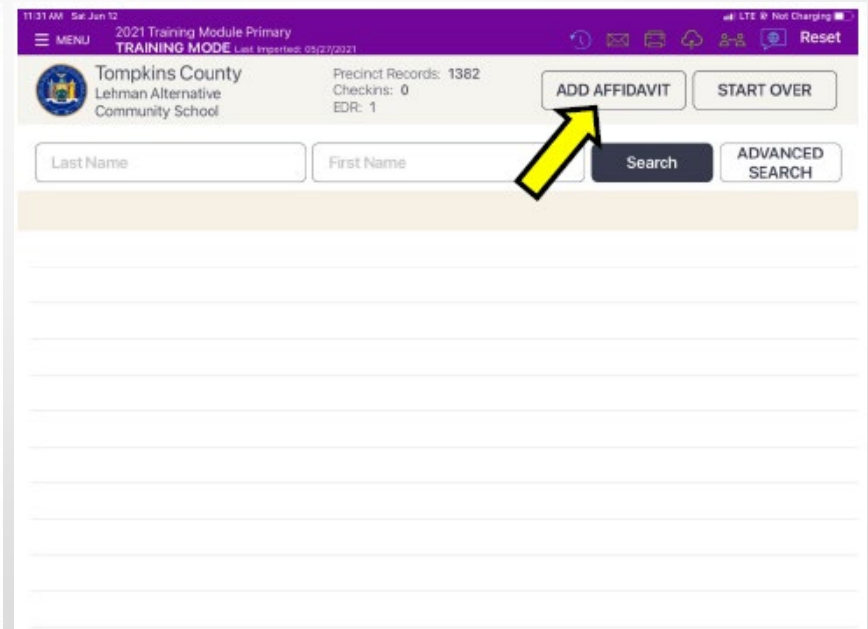 11:31 AM Sat Jun 12
LTE Not Charging
MENU
2021 Training Module Primary
TRAINING MODE Last Imported: 05/27/2021
Reset
Tompkins County
Lehman Alternative
Community School
Precinct Records: 1382
Checkins: 0
EDR: 1
ADD AFFIDAVIT
START OVER
Last Name
First Name
Search
ADVANCED
SEARCH